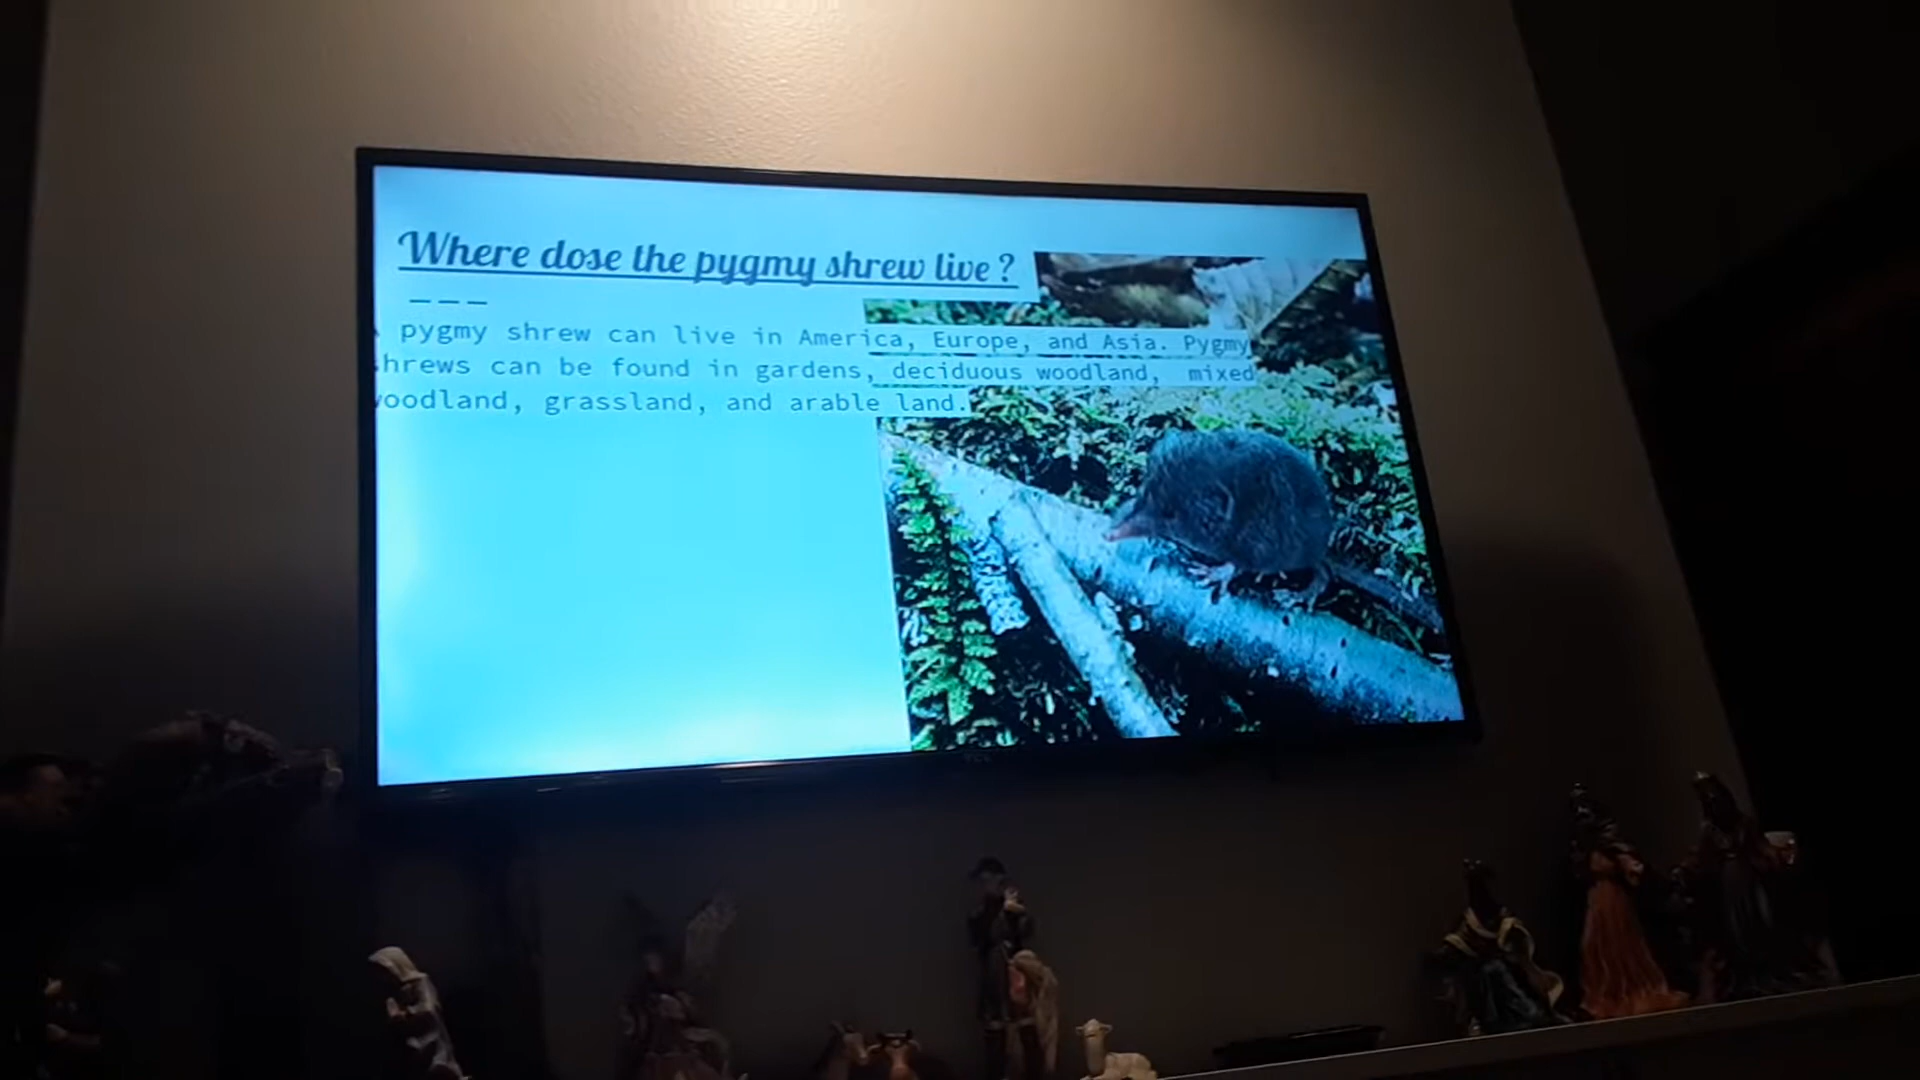 Where dose the pygmy shrew live ?
pygmy shrew can live in America, Europe, and Asia. Pygmy
hrews can be found in gardens, deciduous woodland, mixed
oodland, grassland, and arable land.